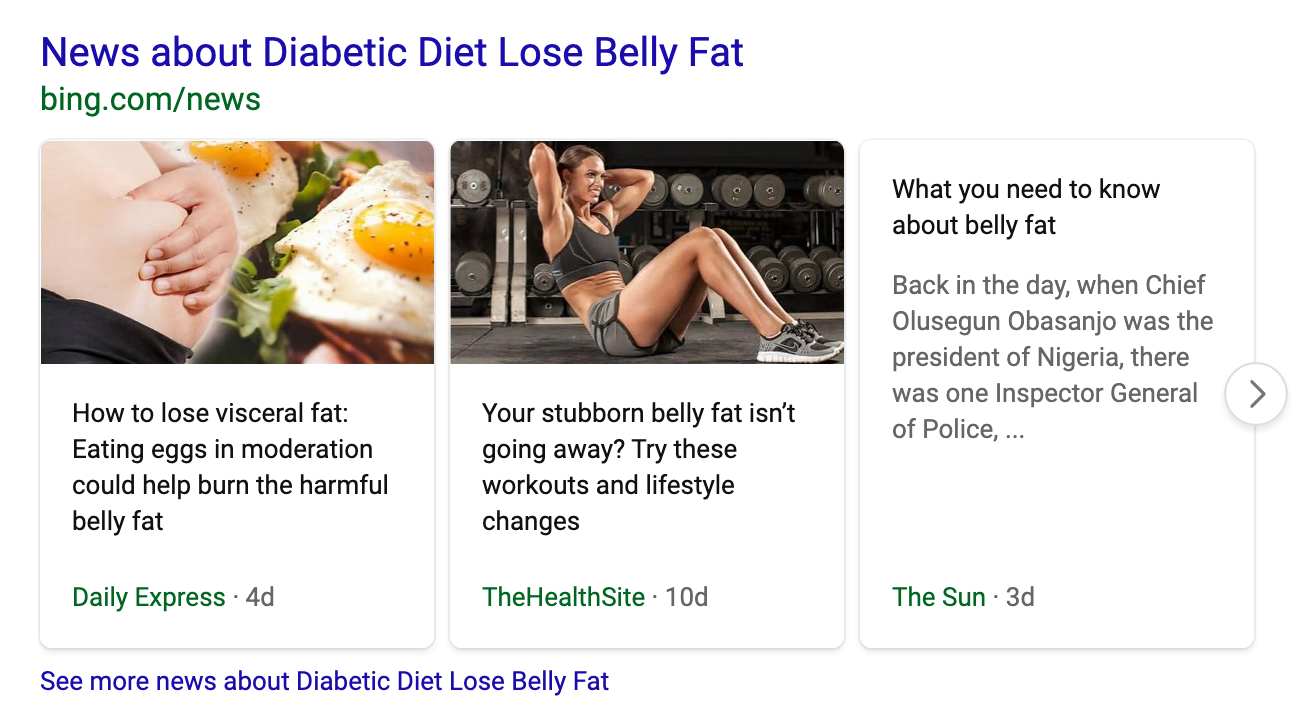 News about Diabetic Diet Lose Belly Fat
bing.com/news
How to lose visceral fat:
Eating eggs in moderation
could help burn the harmful
belly fat
Daily Express · 4d
Your stubborn belly fat isn’t
going away? Try these
workouts and lifestyle
changes
TheHealthSite · 10d
What you need to know
about belly fat
Back in the day, when Chief
Olusegun Obasanjo was the
president of Nigeria, there
was one Inspector General
of Police, ...
The Sun · 3d
See more news about Diabetic Diet Lose Belly Fat